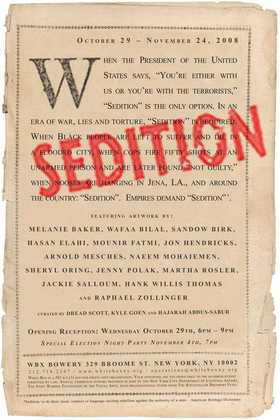 OCTOBER 29 – NOVEMBER 24, 2008
WHEN THE PRESIDENT OF THE UNITED
STATES SAYS, "YOU'RE EITHER WITH
US OR YOU'RE WITH THE TERRORISTS,"
"SEDITION" IS THE ONLY OPTION. IN AN
ERA OF WAR, LIES AND TORTURE, "SEDITION" IS REQUIRED.
WHEN BLACK PEOPLE ARE LEFT TO SUFFER AND DIE IN
A FLOODED CITY, WHEN COPS FIRE FIFTY SHOTS AT AN
UNARMED PERSON AND ARE LATER FOUND "NOT GUILTY,"
WHEN NOOSES ARE HANGING IN JENA, LA., AND AROUND
THE COUNTRY: "SEDITION". EMPIRES DEMAND "SEDITION".
SEDITION
FEATURING ARTWORK BY:
MELANIE BAKER, WAFAA BILAL, SANDOW BIRK,
HASAN ELAHI, MOUNIR FATMI, JON HENDRICKS,
ARNOLD MESCHES, NAEEM MOHAIEMEN,
SHERYL ORING, JENNY POLAK, MARTHA ROSLER,
JACKIE SALLOUM, HANK WILLIS THOMAS
AND RAPHAEL ZOLLINGER
CURATED BY DREAD SCOTT, KYLE GOEN AND HAJARAH ABDUS-SABUR
OPENING RECEPTION: WEDNESDAY OCTOBER 29TH, 6PM – 9PM
SPECIAL ELECTION NIGHT PARTY NOVEMBER 4TH, 7PM
WBX BOWERY 329 BROOME ST. NEW YORK, NY 10002